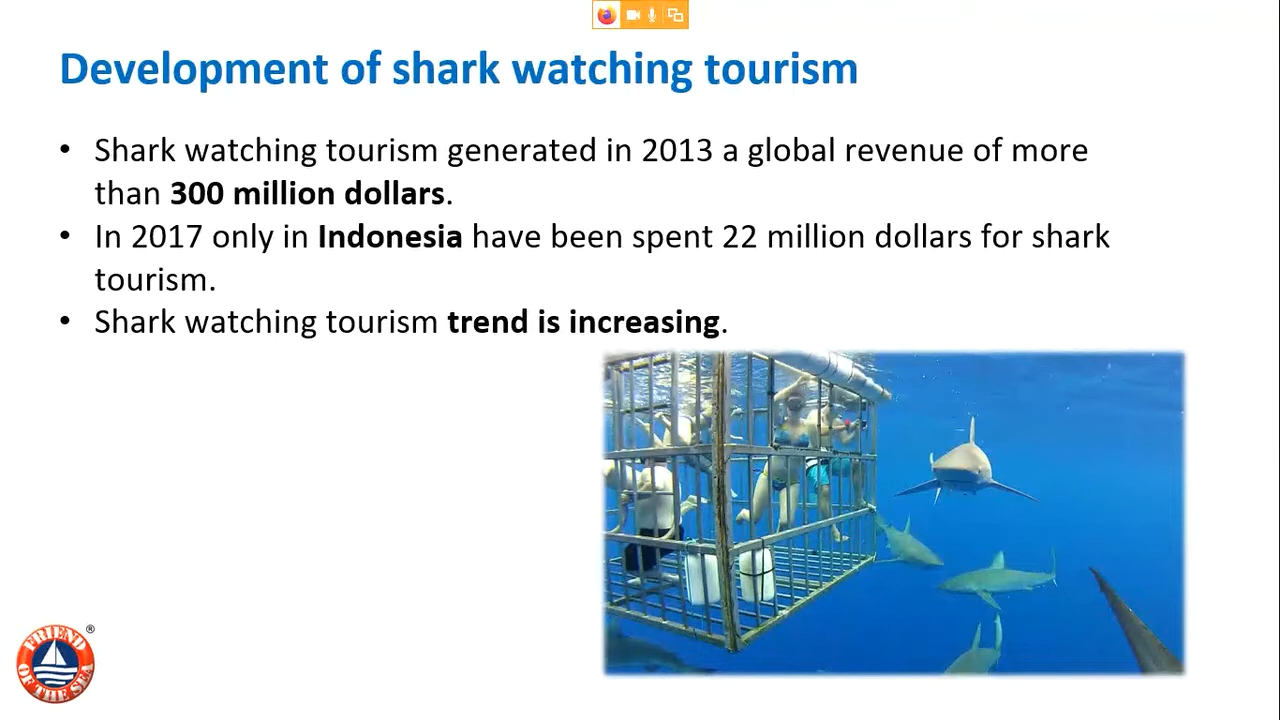 Development of shark watching tourism
• Shark watching tourism generated in 2013 a global revenue of more
than 300 million dollars.
• In 2017 only in Indonesia have been spent 22 million dollars for shark
tourism.
• Shark watching tourism trend is increasing.
FRIEND
OF THE SEA
®